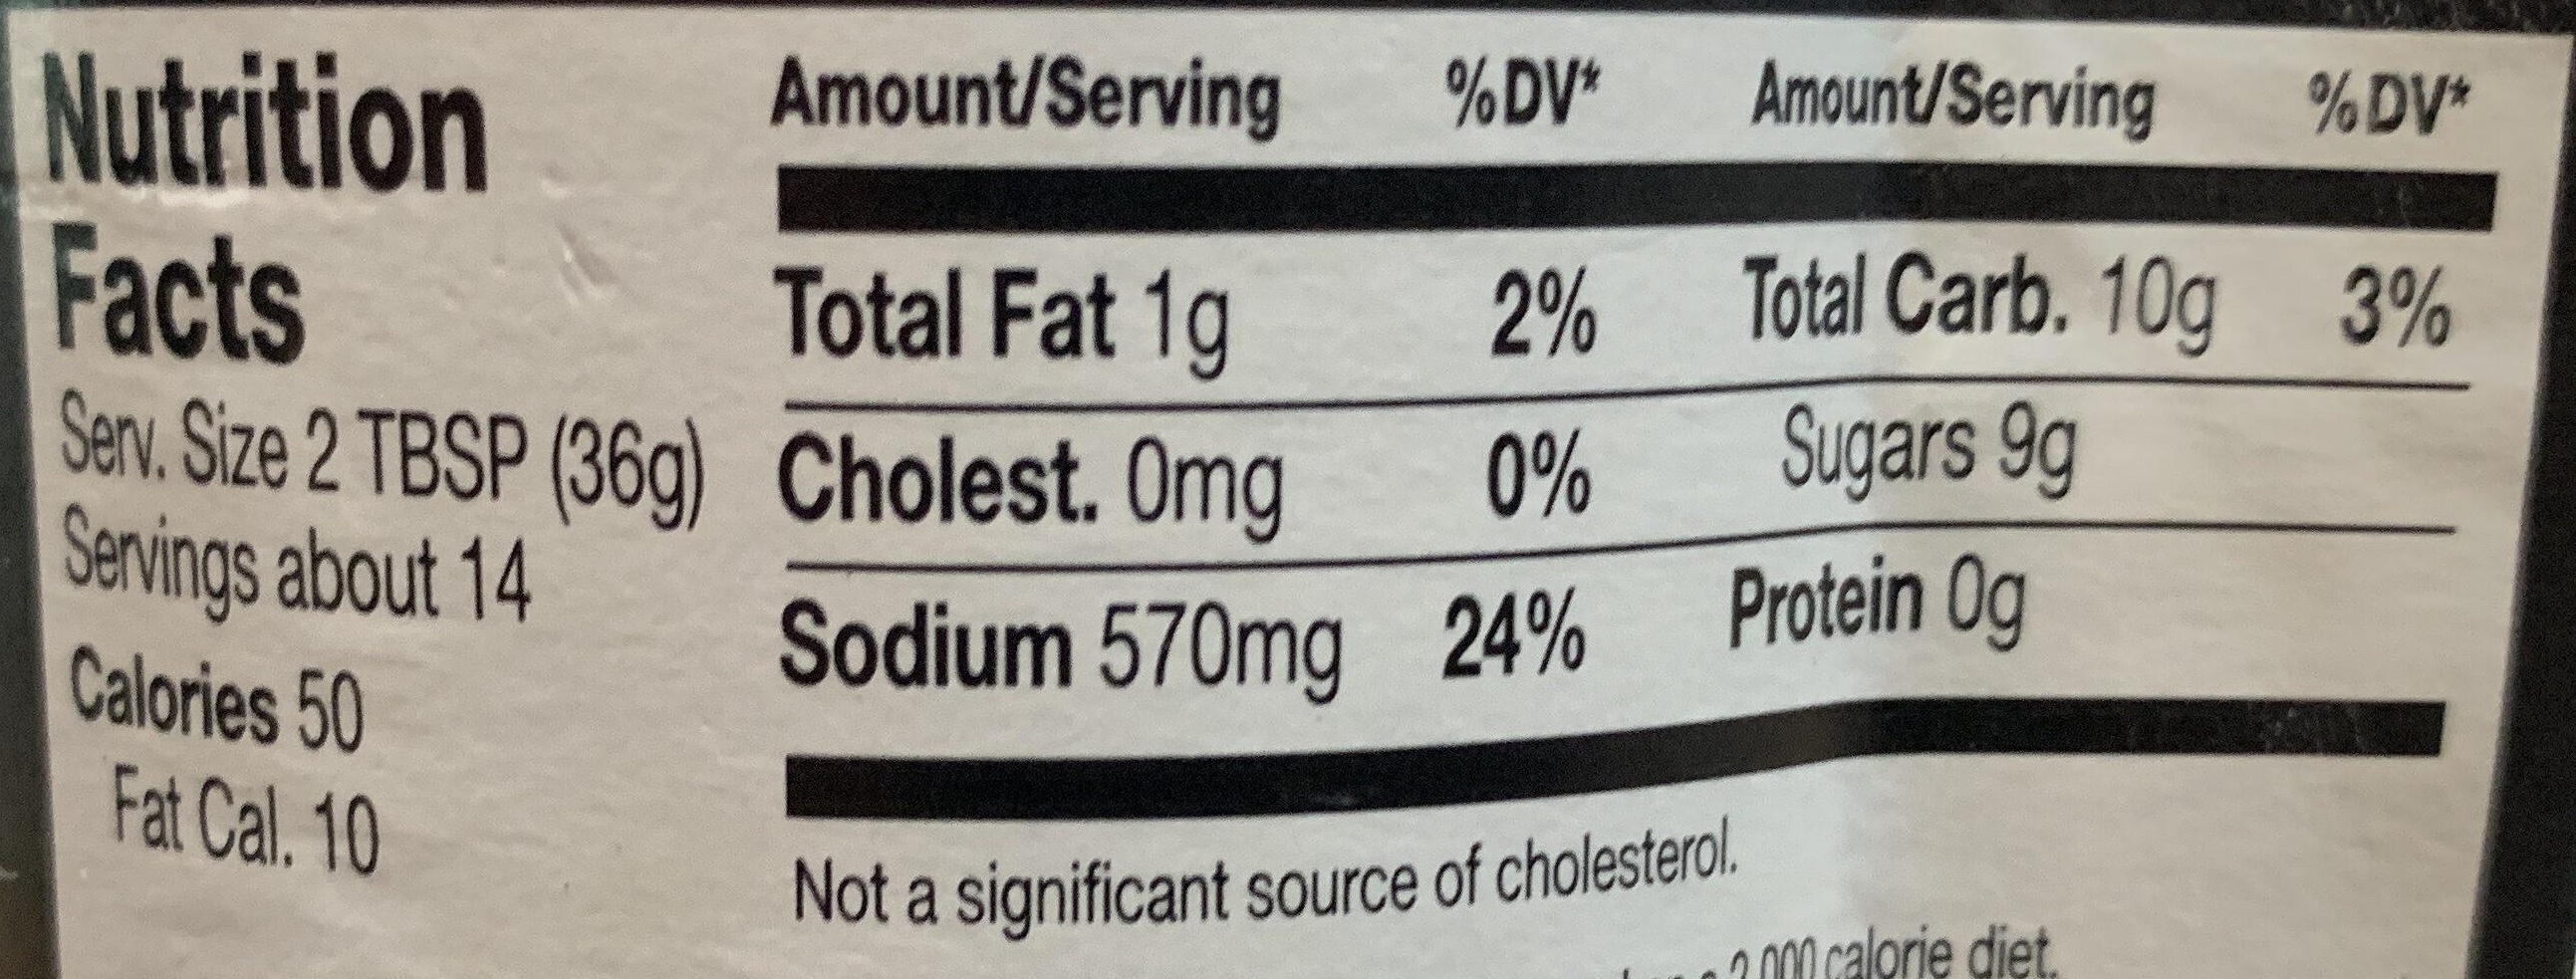 Nutrition
Facts
Serv. Size 2 TBSP (36g)
Servings about 14
Calories 50
Fat Cal. 10
Amount/Serving %DV* Amount/Serving %DV*
Total Fat 1g 2% Total Carb. 10g 3%
Cholest. 0mg 0% Sugars 9g
Sodium 570mg 24% Protein 0g
Not a significant source of cholesterol.
2,000 calorie diet.